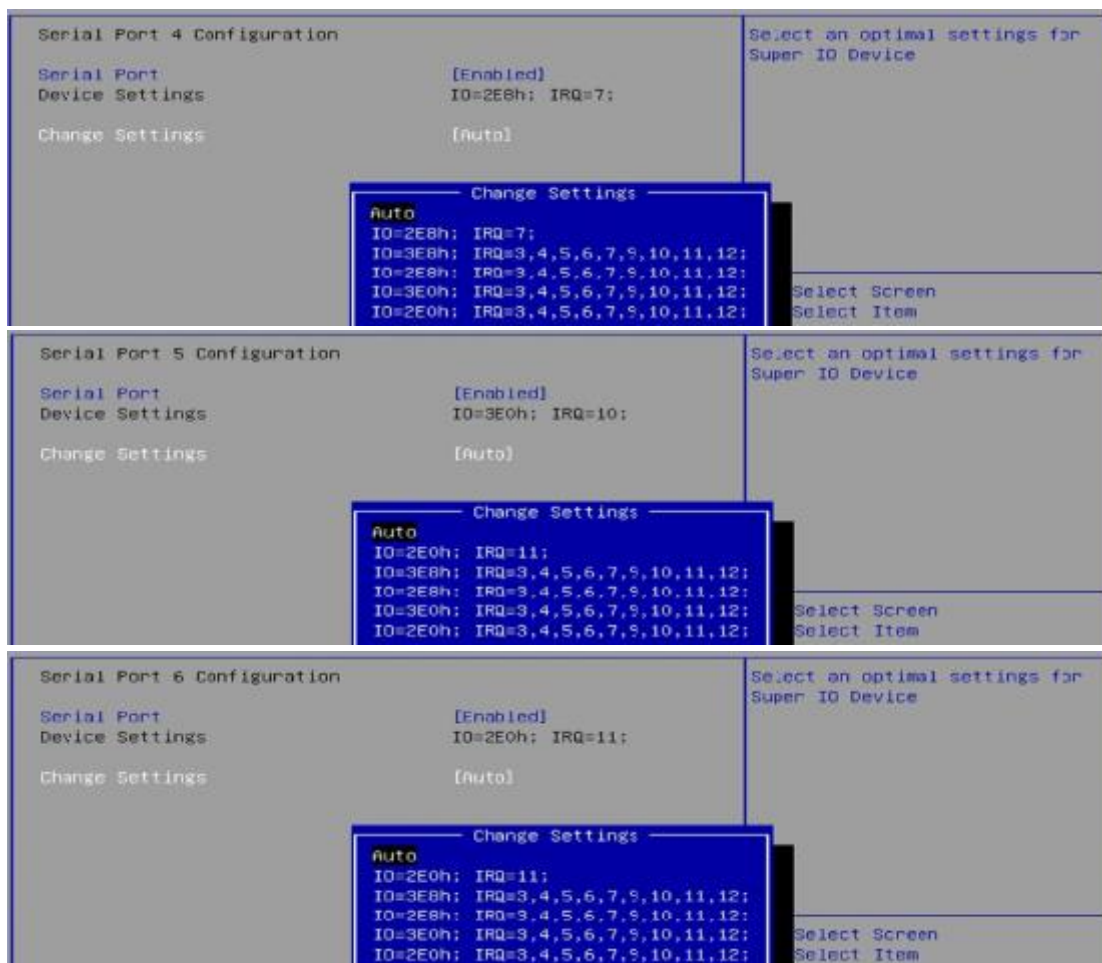 Serial Port 4 Configuration
Select an optimal settings for
Super IO Device
Serial Port [Enabled]
Device Settings IO=2E8h; IRQ=7;
Change Settings [Auto]
Change Settings
Auto
IO=2E8h; IRQ=7;
IO=3E8h; IRQ=3,4,5,6,7,9,10,11,12;
IO=2E8h; IRQ=3,4,5,6,7,9,10,11,12;
IO=3E0h; IRQ=3,4,5,6,7,9,10,11,12;
IO=2E0h; IRQ=3,4,5,6,7,9,10,11,12;
Select Screen
Select Item
Serial Port 5 Configuration
Select an optimal settings for
Super IO Device
Serial Port [Enabled]
Device Settings IO=3E0h; IRQ=10;
Change Settings [Auto]
Change Settings
Auto
IO=2E0h; IRQ=11;
IO=3E8h; IRQ=3,4,5,6,7,9,10,11,12;
IO=2E8h; IRQ=3,4,5,6,7,9,10,11,12;
IO=3E0h; IRQ=3,4,5,6,7,9,10,11,12;
IO=2E0h; IRQ=3,4,5,6,7,9,10,11,12;
Select Screen
Select Item
Serial Port 6 Configuration
Select an optimal settings for
Super IO Device
Serial Port [Enabled]
Device Settings IO=2E0h; IRQ=11;
Change Settings [Auto]
Change Settings
Auto
IO=2E0h; IRQ=11;
IO=3E8h; IRQ=3,4,5,6,7,9,10,11,12;
IO=2E8h; IRQ=3,4,5,6,7,9,10,11,12;
IO=3E0h; IRQ=3,4,5,6,7,9,10,11,12;
IO=2E0h; IRQ=3,4,5,6,7,9,10,11,12;
Select Screen
Select Item